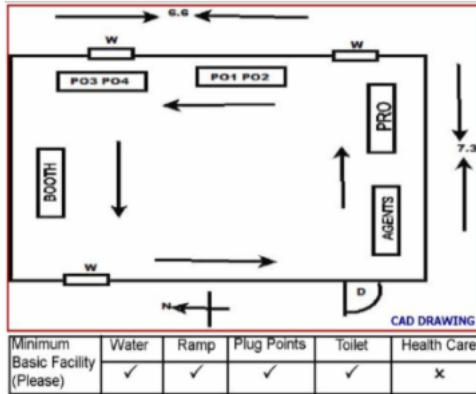 6.6
W
W
PO3 PO4
PO1 PO2
PRO
7.3
BOOTH
AGENTS
W
N
D
CAD DRAWING
Minimum Basic Facility (Please)
Water
Ramp
Plug Points
Toilet
Health Care
✓ ✓ ✓ ✓ x